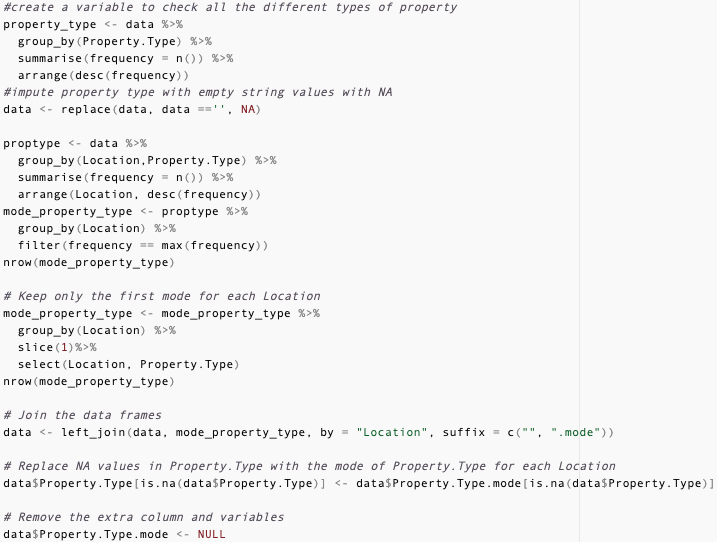 #create a variable to check all the different types of property
property_type <- data %>%
  group_by(Property.Type) %>%
  summarise(frequency = n()) %>%
  arrange(desc(frequency))
#impute property type with empty string values with NA
data <- replace(data, data =='', NA)

proptype <- data %>%
  group_by(Location,Property.Type) %>%
  summarise(frequency = n()) %>%
  arrange(Location, desc(frequency))
mode_property_type <- proptype %>%
  group_by(Location) %>%
  filter(frequency == max(frequency))
nrow(mode_property_type)

# Keep only the first mode for each Location
mode_property_type <- mode_property_type %>%
  group_by(Location) %>%
  slice(1)%>%
  select(Location, Property.Type)
nrow(mode_property_type)

# Join the data frames
data <- left_join(data, mode_property_type, by = "Location", suffix = c("", ".mode"))

# Replace NA values in Property.Type with the mode of Property.Type for each Location
data$Property.Type[is.na(data$Property.Type)] <- data$Property.Type.mode[is.na(data$Property.Type)]

# Remove the extra column and variables
data$Property.Type.mode <- NULL